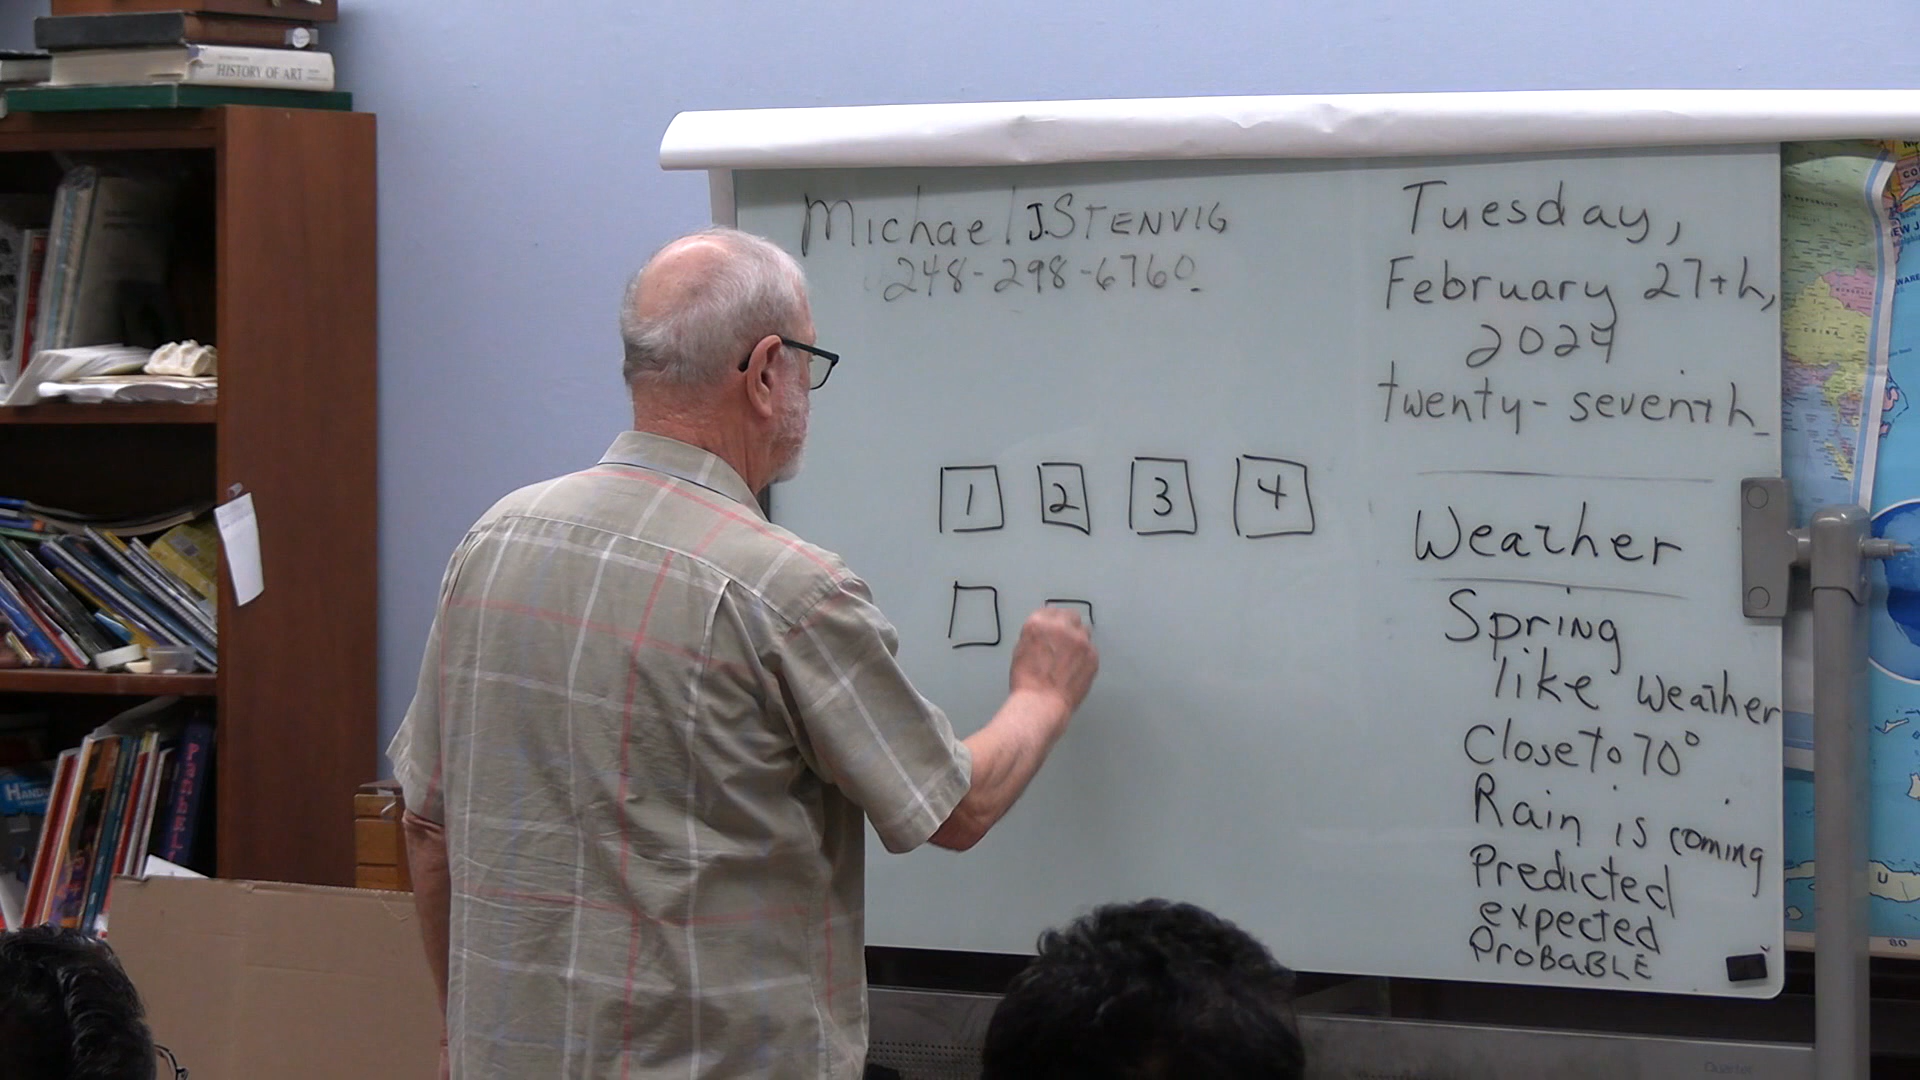 HISTORY OF ART
Michael J. STENVIG
248-298-6760
Tuesday,
February 27th,
2024
twenty-seventh
1 2 3 4
Weather
Spring
like weather
Close to 70°
Rain is coming
Predicted
expected
ProBaBLE